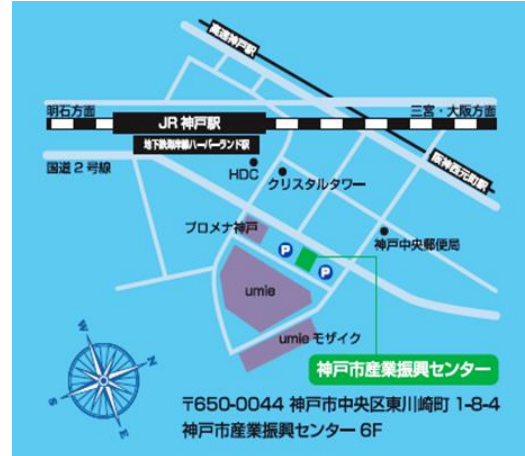 高速神戸駅
明石方面
三宮・大阪方面
JR 神戸駅
地下鉄海岸線ハーバーランド駅
国道2号線
HDC
クリスタルタワー
阪神西元町駅
プロメナ神戸
P
神戸中央郵便局
P
umie
umie モザイク
W
N
S
E
神戸市産業振興センター
〒650-0044 神戸市中央区東川崎町 1-8-4
神戸市産業振興センター 6F